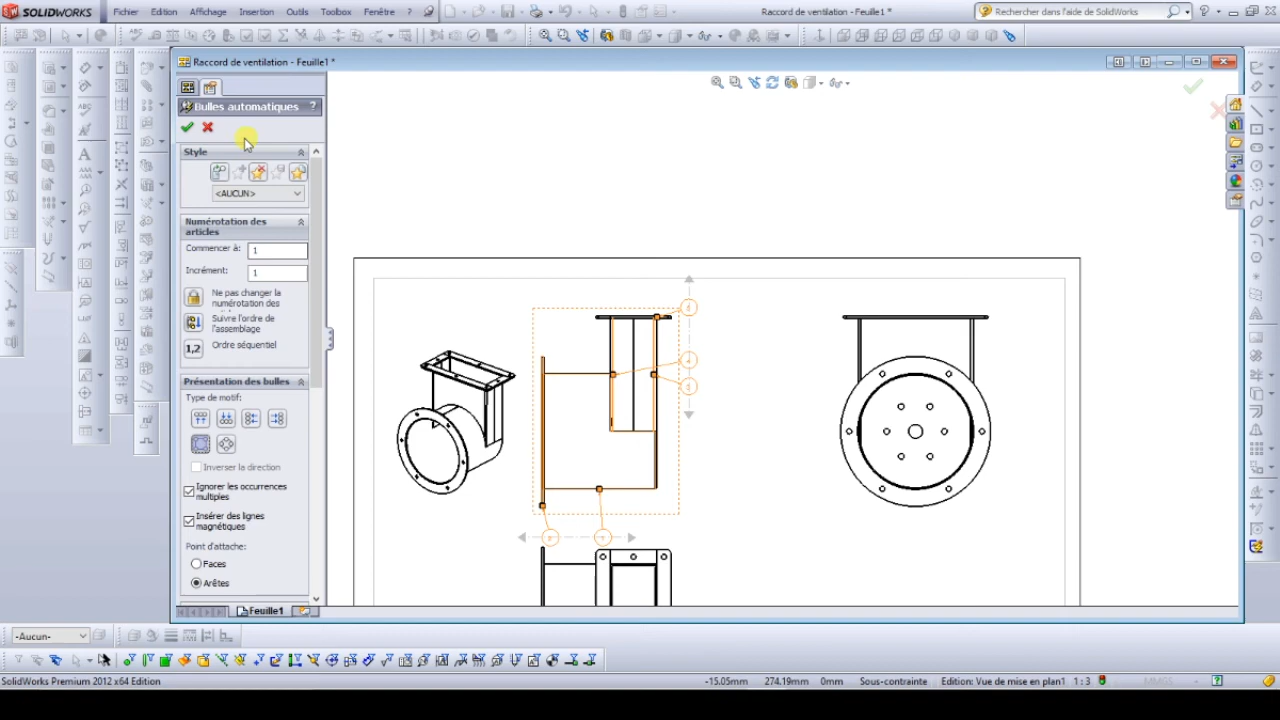 SOLIDWORKS Fichier Edition Affichage Insertion Outils Toolbox Fenêtre ? Raccord de ventilation - Feuille1 * Rechercher dans l'aide de SolidWorks
Raccord de ventilation - Feuille1 *
Bulles automatiques ?
Style
<AUCUN>
Numérotation des
articles
Commencer à: 1
Incrément: 1
Ne pas changer la
numérotation des
Suivre l'ordre de
l'assemblage
1,2 Ordre séquentiel
Présentation des bulles
Type de motif:
Inverser la direction
Ignorer les occurrences
multiples
Insérer des lignes
magnétiques
Point d'attache:
Faces
Arêtes
Feuille1
-Aucun-
SolidWorks Premium 2012 x64 Edition -15.05mm 274.19mm 0mm Sous-contrainte Edition: Vue de mise en plan1 1 : 3 MMGS ?